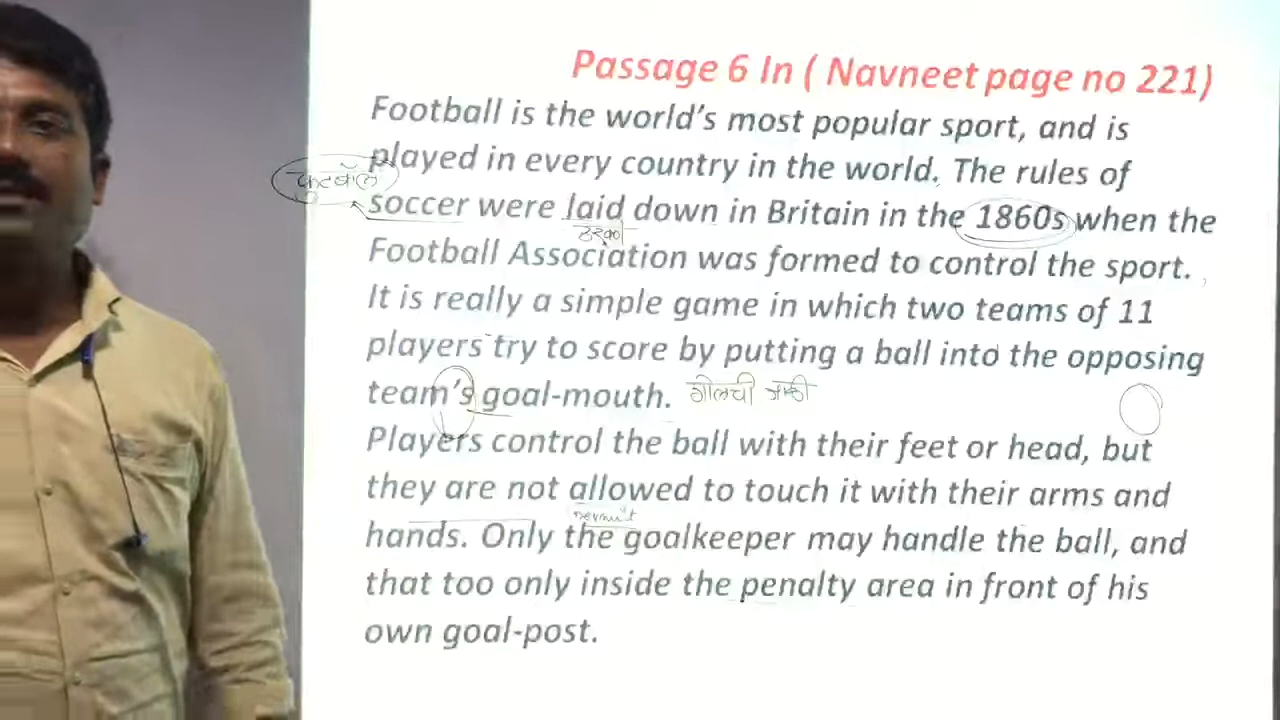 Passage 6 In ( Navneet page no 221)
Football is the world's most popular sport, and is
played in every country in the world. The rules of
फुटबॉल
soccer were laid down in Britain in the 1860s when the
Football Association was formed to control the sport.
It is really a simple game in which two teams of 11
players try to score by putting a ball into the opposing
team's goal-mouth. गोलची
Players control the ball with their feet or head, but
they are not allowed to touch it with their arms and
permit
hands. Only the goalkeeper may handle the ball, and
that too only inside the penalty area in front of his
own goal-post.